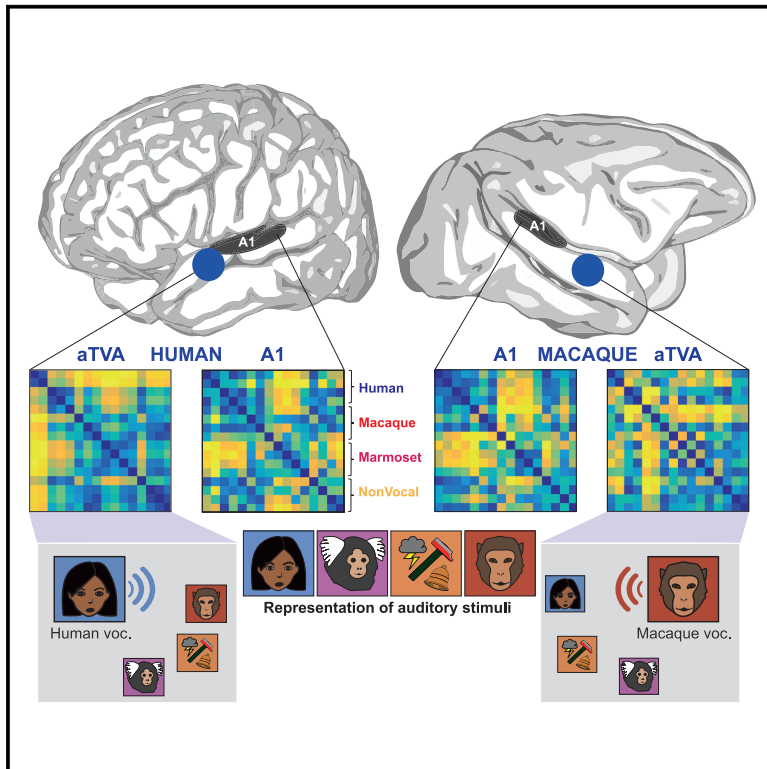 A1
A1
aTVA HUMAN A1
A1 MACAQUE aTVA
Human
Macaque
Marmoset
NonVocal
Representation of auditory stimuli
Human voc.
Macaque voc.